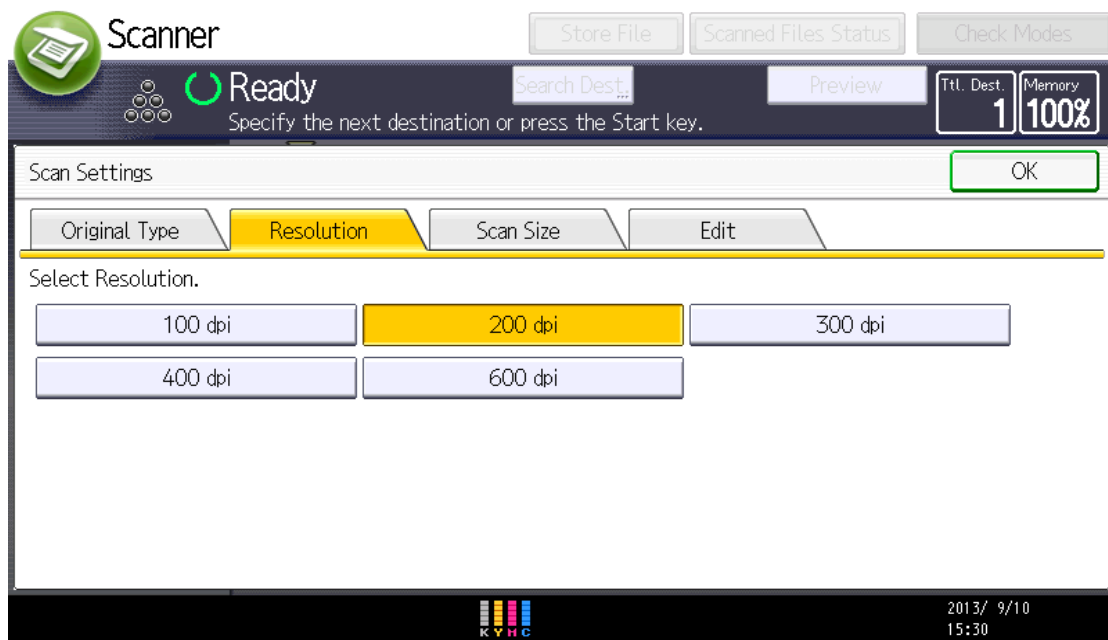 Scanner
Store File
Scanned Files Status
Check Modes
Ready
Search Dest.
Preview
Ttl. Dest.
1
Memory
100%
Specify the next destination or press the Start key.
Scan Settings
OK
Original Type
Resolution
Scan Size
Edit
Select Resolution.
100 dpi
200 dpi
300 dpi
400 dpi
600 dpi
K Y M C
2013/ 9/10
15:30